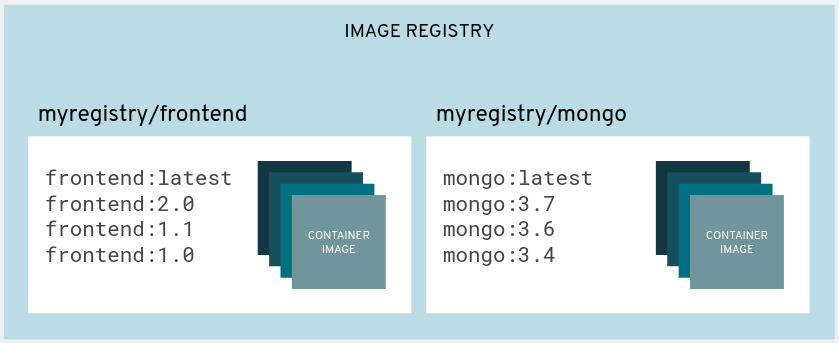 IMAGE REGISTRY
myregistry/frontend
frontend:latest
frontend:2.0
frontend:1.1
frontend:1.0
CONTAINER
IMAGE
myregistry/mongo
mongo:latest
mongo:3.7
mongo:3.6
mongo:3.4
CONTAINER
IMAGE